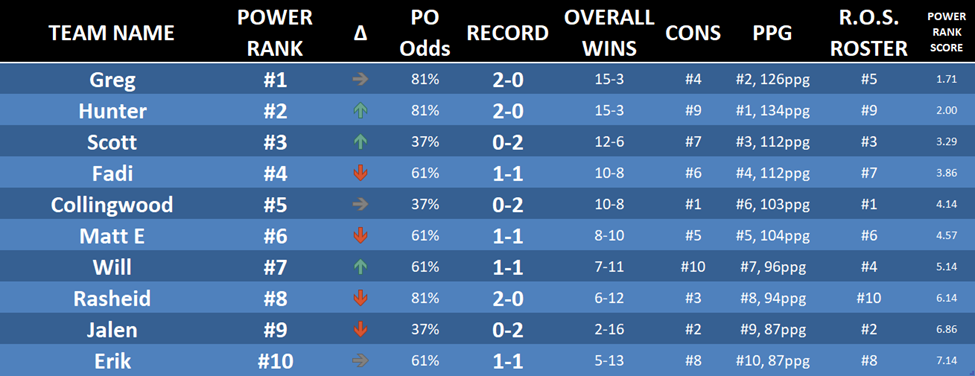 TEAM NAME POWER RANK Δ PO Odds RECORD OVERALL WINS CONS PPG R.O.S. ROSTER POWER RANK SCORE
Greg #1 → 81% 2-0 15-3 #4 #2, 126ppg #5 1.71
Hunter #2 ↑ 81% 2-0 15-3 #9 #1, 134ppg #9 2.00
Scott #3 ↑ 37% 0-2 12-6 #7 #3, 112ppg #3 3.29
Fadi #4 ↓ 61% 1-1 10-8 #6 #4, 112ppg #7 3.86
Collingwood #5 → 37% 0-2 10-8 #1 #6, 103ppg #1 4.14
Matt E #6 ↓ 61% 1-1 8-10 #5 #5, 104ppg #6 4.57
Will #7 ↑ 61% 1-1 7-11 #10 #7, 96ppg #4 5.14
Rasheid #8 ↓ 81% 2-0 6-12 #3 #8, 94ppg #10 6.14
Jalen #9 ↓ 37% 0-2 2-16 #2 #9, 87ppg #2 6.86
Erik #10 → 61% 1-1 5-13 #8 #10, 87ppg #8 7.14